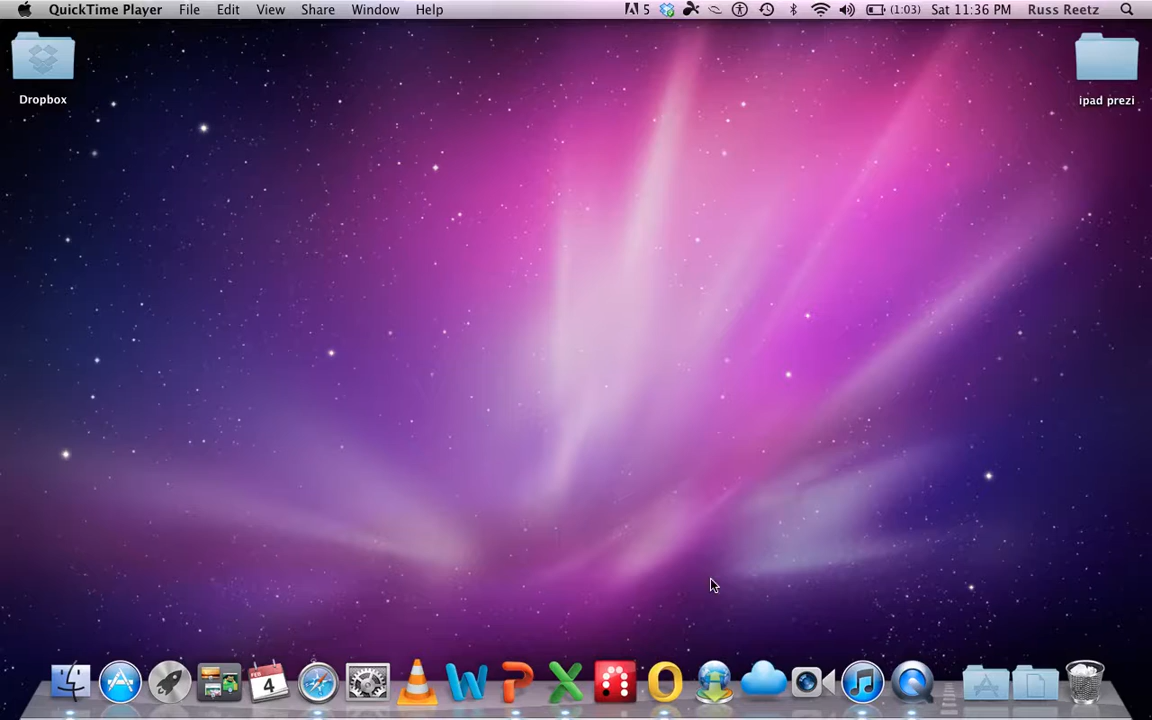 QuickTime Player File Edit View Share Window Help 5 (1:03) Sat 11:36 PM Russ Reetz
Dropbox
ipad prezi
FEB
4